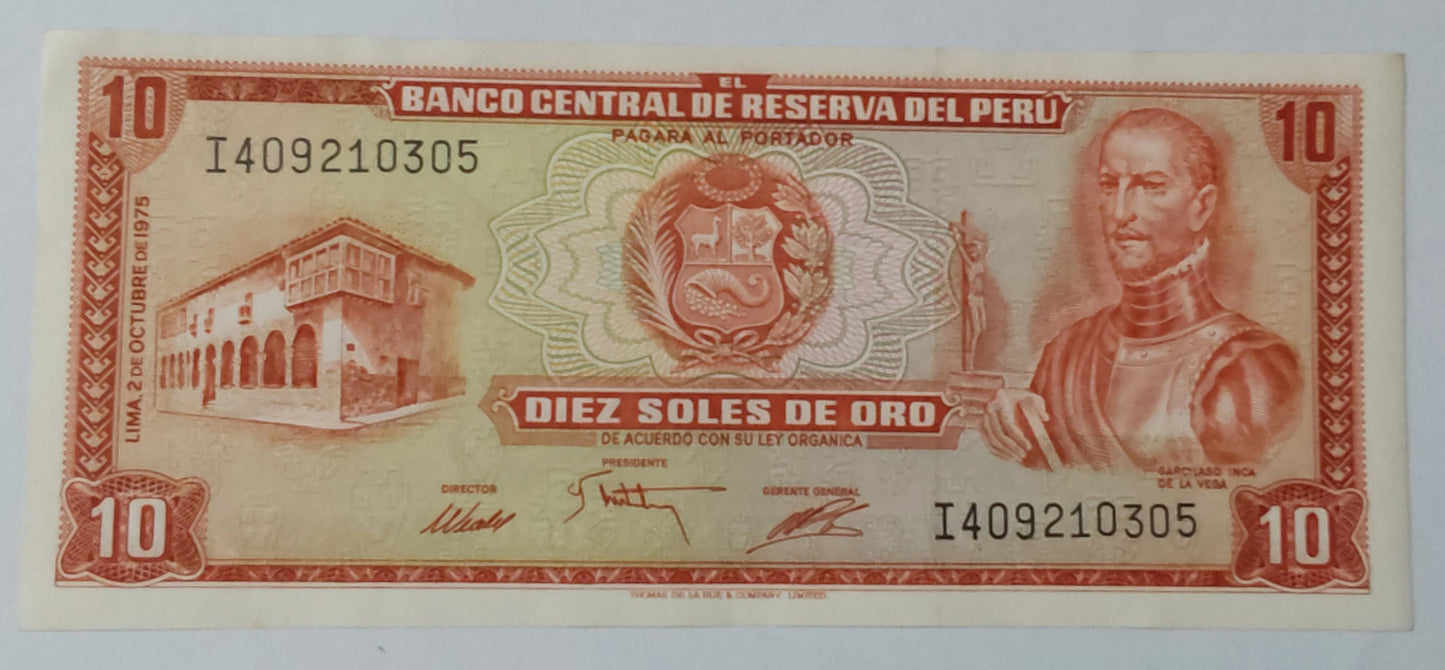 10
EL
BANCO CENTRAL DE RESERVA DEL PERÚ
10
PAGARA AL PORTADOR
I409210305
LIMA, 2 DE OCTUBRE DE 1975
DIEZ SOLES DE ORO
DE ACUERDO CON SU LEY ORGANICA
GARCILASO INCA
DE LA VEGA
DIRECTOR
PRESIDENTE
GERENTE GENERAL
I409210305
10
10
THOMAS DE LA RUE & COMPANY, LIMITED.